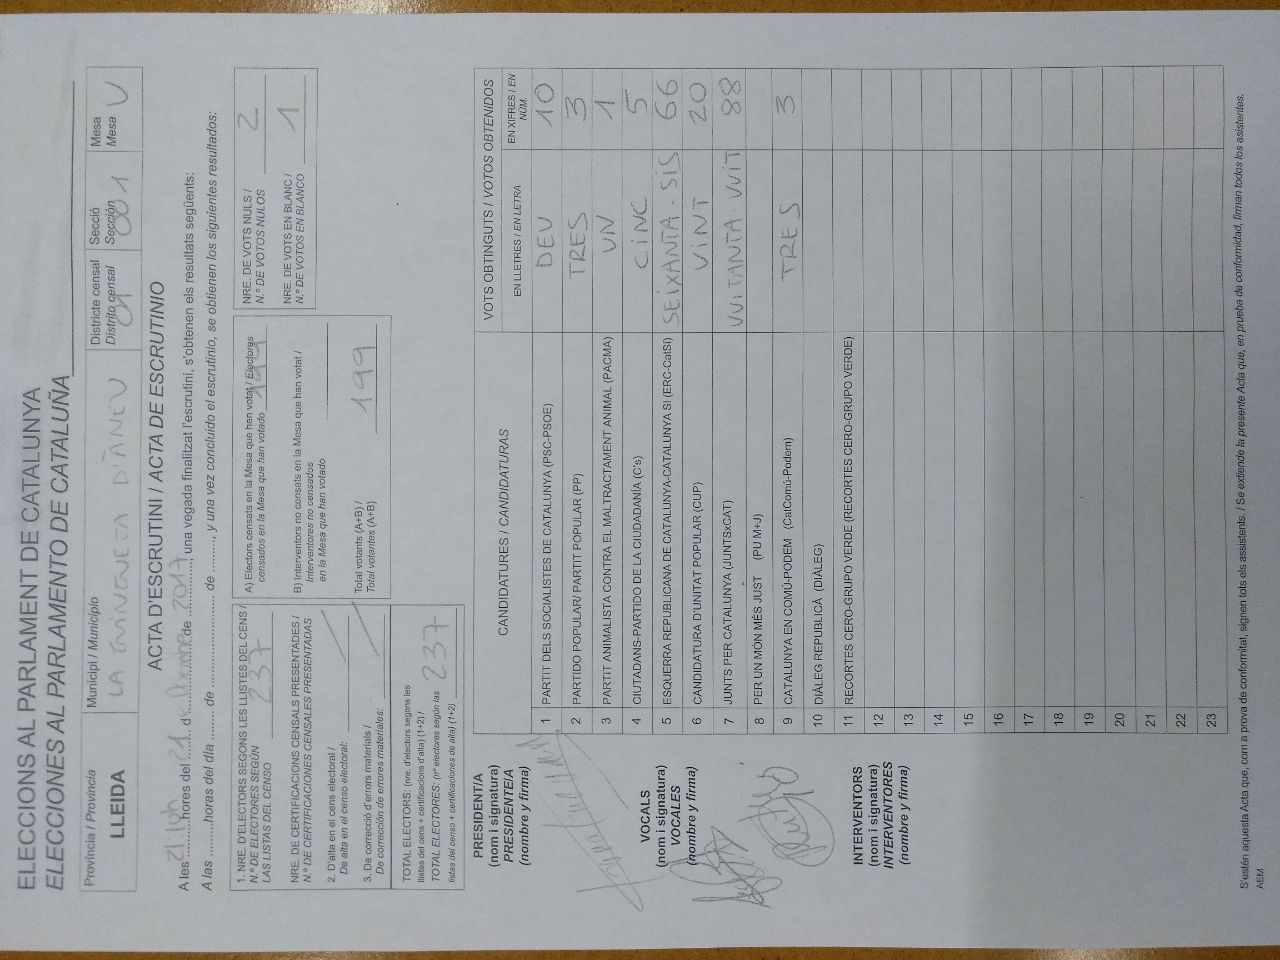 ELECCIONS AL PARLAMENT DE CATALUNYA
ELECCIONES AL PARLAMENTO DE CATALUÑA
Província / Provincia
LLEIDA
Municipi / Municipio
LA GUINGUETA D'ÀNEU
Districte censal
Distrito censal
01
Secció
Sección
001
Mesa
Mesa
U
ACTA D'ESCRUTINI / ACTA DE ESCRUTINIO
A les 21:10h hores del 21 d desembre de 2017, una vegada finalitzat l'escrutini, s'obtenen els resultats següents:
A las ..........horas del día ........ de ........................ de .........., y una vez concluido el escrutinio, se obtienen los siguientes resultados:
1. NRE. D'ELECTORS SEGONS LES LLISTES DEL CENS /
N.º DE ELECTORES SEGÚN
LAS LISTAS DEL CENSO
237
NRE. DE CERTIFICACIONS CENSALS PRESENTADES /
N.º DE CERTIFICACIONES CENSALES PRESENTADAS
2. D'alta en el cens electoral /
De alta en el censo electoral:
3. De correcció d'errors materials /
De corrección de errores materiales:
TOTAL ELECTORS: (nre. d'electors segons les
llistes del cens + certificacions d'alta) (1+2) /
TOTAL ELECTORES: (nº electores según las
listas del censo + certificaciones de alta) (1+2)
237
A) Electors censats en la Mesa que han votat / Electores
censados en la Mesa que han votado
199
B) Interventors no censats en la Mesa que han votat /
Interventores no censados
en la Mesa que han votado
Total votants (A+B) /
Total votantes (A+B)
199
NRE. DE VOTS NULS /
N.º DE VOTOS NULOS
2
NRE. DE VOTS EN BLANC /
N.º DE VOTOS EN BLANCO
1
PRESIDENT/A
(nom i signatura)
PRESIDENTE/A
(nombre y firma)
VOCALS
(nom i signatura)
VOCALES
(nombre y firma)
INTERVENTORS
(nom i signatura)
INTERVENTORES
(nombre y firma)
CANDIDATURES / CANDIDATURAS
VOTS OBTINGUTS / VOTOS OBTENIDOS
EN LLETRES / EN LETRA
EN XIFRES / EN NÚM.
1 PARTIT DELS SOCIALISTES DE CATALUNYA (PSC-PSOE) DEU 10
2 PARTIDO POPULAR/ PARTIT POPULAR (PP) TRES 3
3 PARTIT ANIMALISTA CONTRA EL MALTRACTAMENT ANIMAL (PACMA) UN 1
4 CIUTADANS-PARTIDO DE LA CIUDADANÍA (C's) CINC 5
5 ESQUERRA REPUBLICANA DE CATALUNYA-CATALUNYA SÍ (ERC-CatSí) SEIXANTA-SIS 66
6 CANDIDATURA D'UNITAT POPULAR (CUP) VINT 20
7 JUNTS PER CATALUNYA (JUNTSxCAT) VUITANTA VUIT 88
8 PER UN MÓN MÉS JUST (PU M+J)
9 CATALUNYA EN COMÚ-PODEM (CatComú-Podem) TRES 3
10 DIÀLEG REPUBLICÀ (DIÀLEG)
11 RECORTES CERO-GRUPO VERDE (RECORTES CERO-GRUPO VERDE)
12
13
14
15
16
17
18
19
20
21
22
23
S'estén aquesta Acta que, com a prova de conformitat, signen tots els assistents. / Se extiende la presente Acta que, en prueba de conformidad, firman todos los asistentes.
AEM